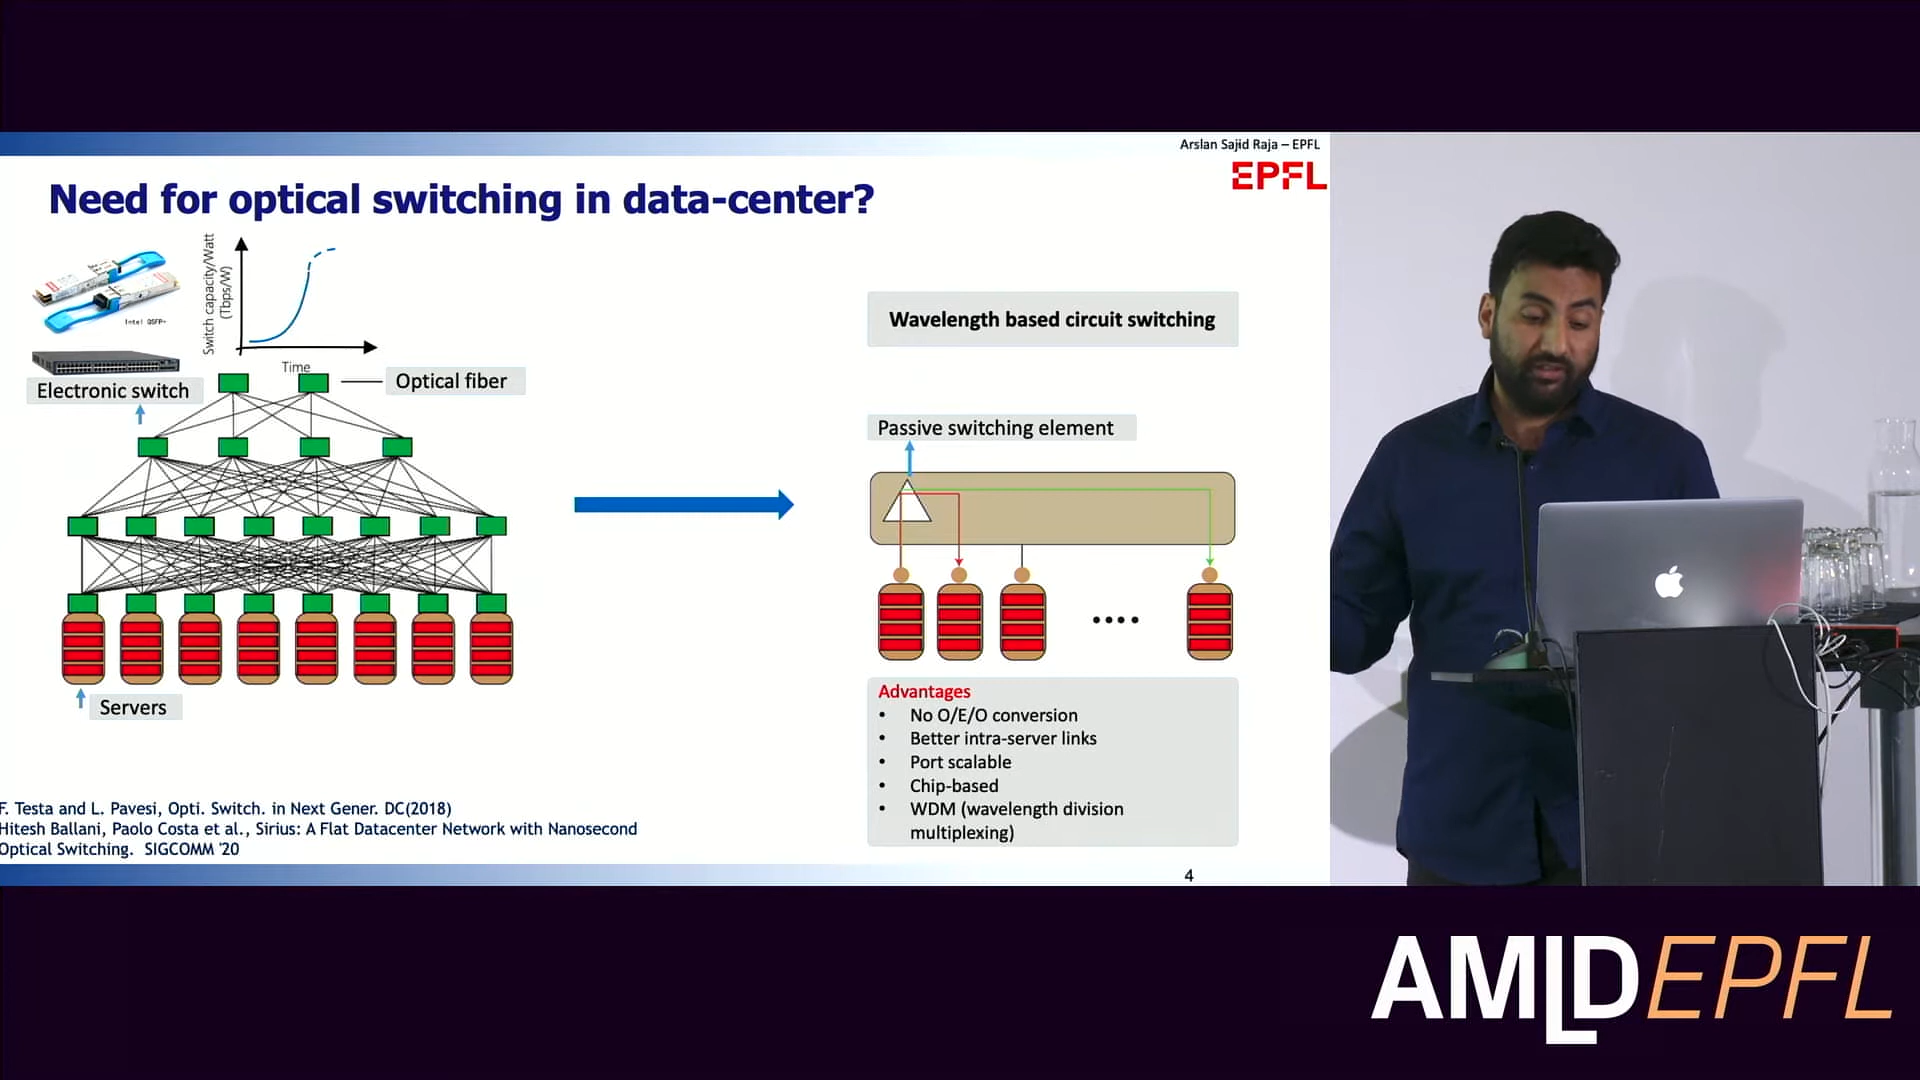 Arslan Sajid Raja – EPFL
EPFL
Need for optical switching in data-center?
Switch capacity/Watt
(Tbps/W)
Intel QSFP+
Time
Electronic switch
Optical fiber
Servers
Wavelength based circuit switching
Passive switching element
Advantages
• No O/E/O conversion
• Better intra-server links
• Port scalable
• Chip-based
• WDM (wavelength division
multiplexing)
F. Testa and L. Pavesi, Opti. Switch. in Next Gener. DC(2018)
Hitesh Ballani, Paolo Costa et al., Sirius: A Flat Datacenter Network with Nanosecond
Optical Switching. SIGCOMM '20
4
AMLD EPFL